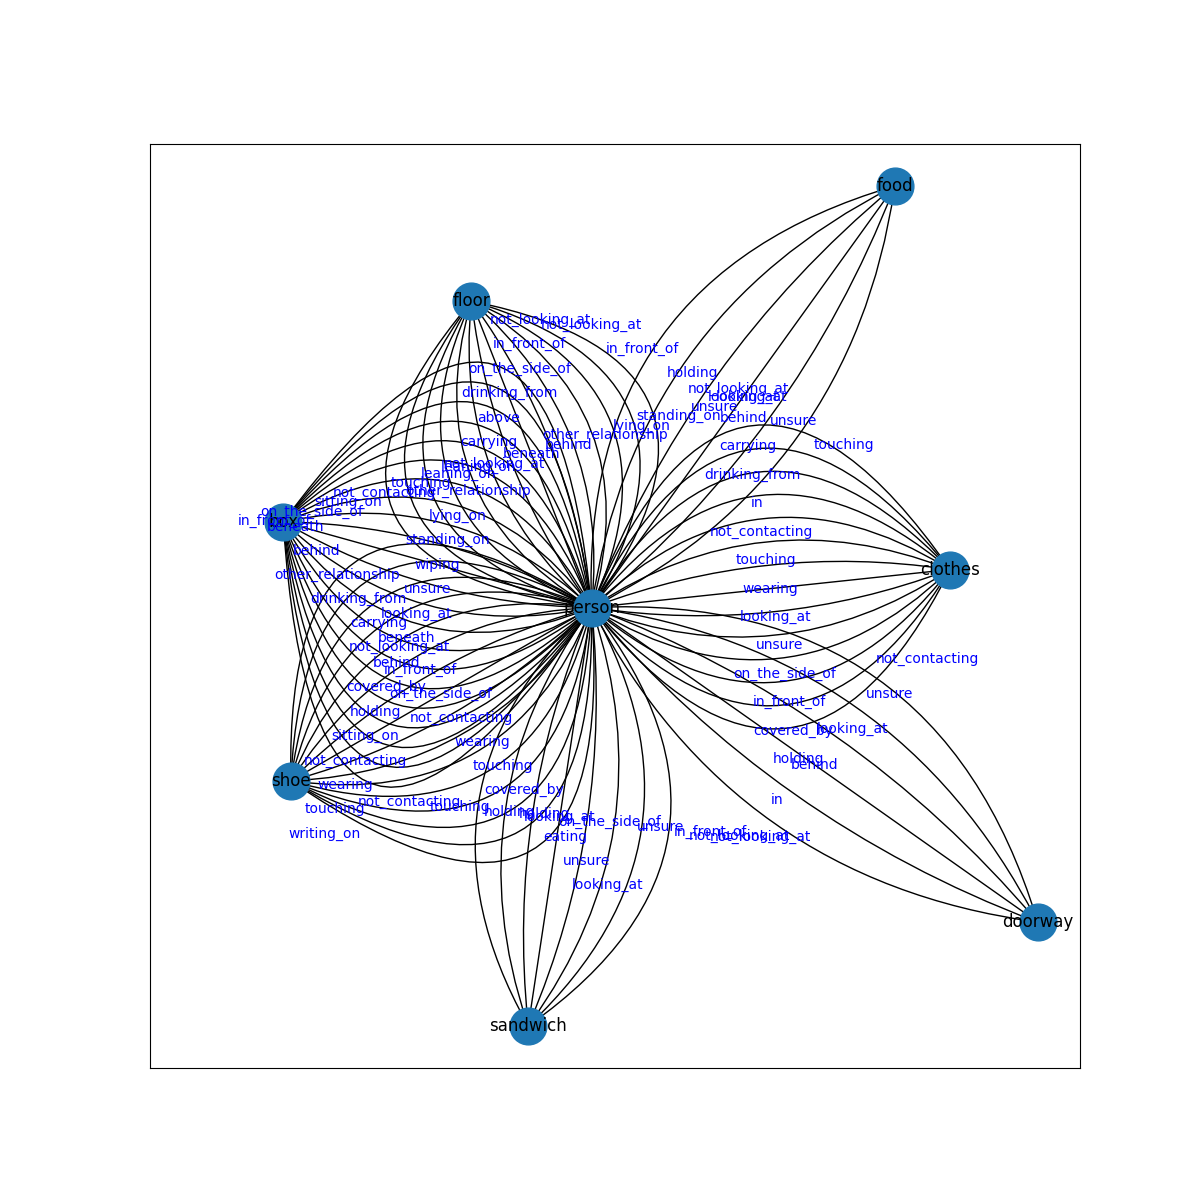 food
floor
not_looking_at
not_looking_at
in_front_of
in_front_of
on_the_side_of
holding
drinking_from
not_looking_at
unsure
above
standing_on
behind
unsure
lying_on
other_relationship
carrying
behind
touching
carrying
beneath
not_looking_at
leaning_on
drinking_from
touching
other_relationship
not_contacting
sitting_on
in
on_the_side_of
lying_on
box
beneath
behind
standing_on
not_contacting
touching
wiping
clothes
other_relationship
unsure
wearing
drinking_from
person
looking_at
looking_at
carrying
beneath
not_looking_at
unsure
behind
in_front_of
not_contacting
on_the_side_of
covered_by
on_the_side_of
unsure
holding
in_front_of
not_contacting
sitting_on
wearing
covered_by
looking_at
not_contacting
touching
holding
behind
shoe
wearing
covered_by
in
touching
not_contacting
touching
holding
looking_at
on_the_side_of
unsure
in_front_of
writing_on
eating
not_looking_at
unsure
looking_at
doorway
sandwich